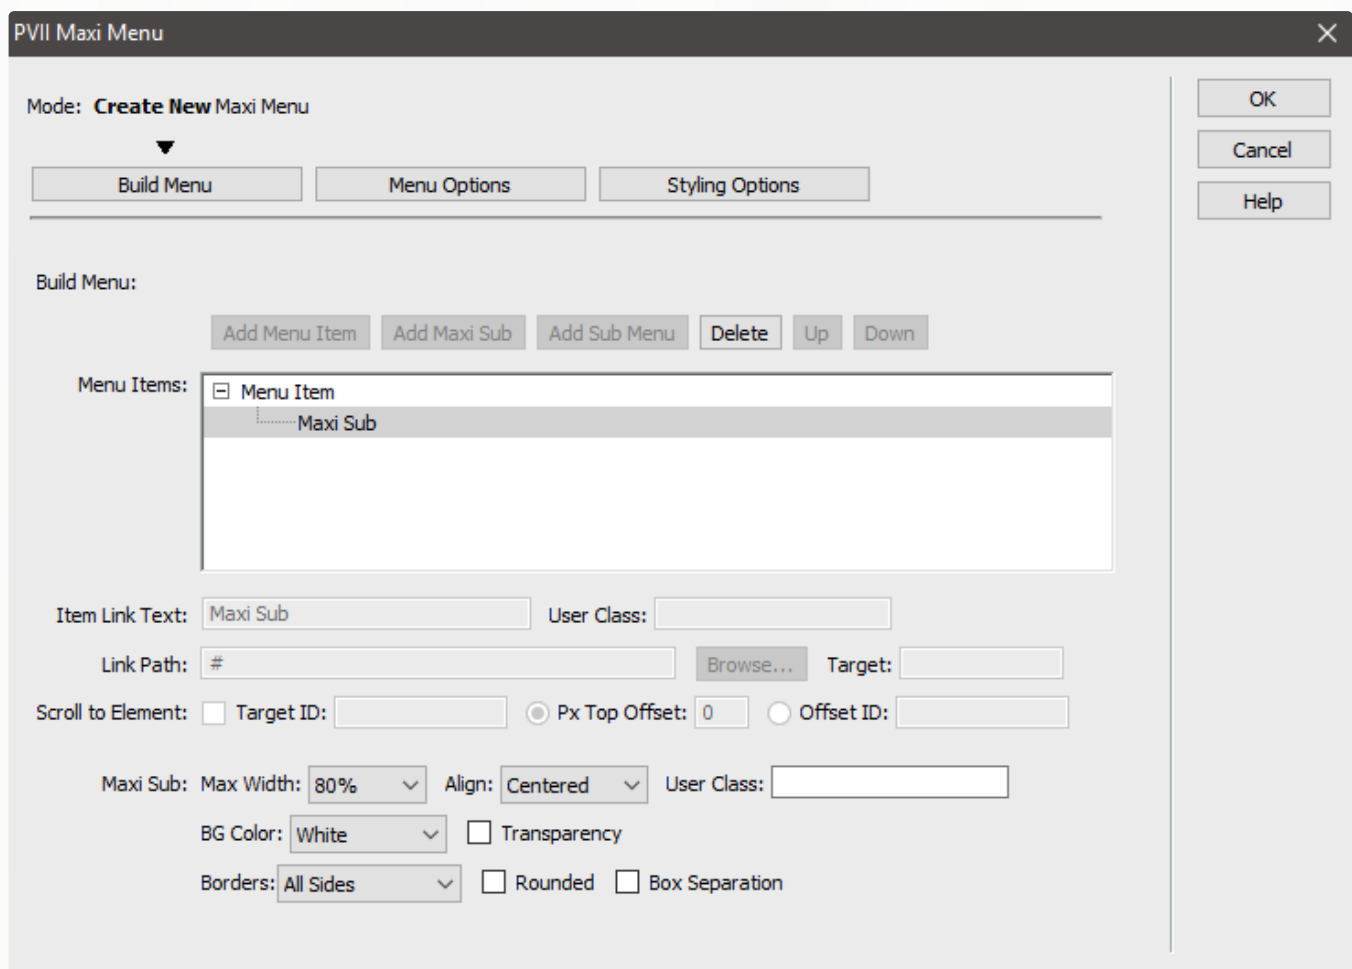 PVII Maxi Menu
Mode: Create New Maxi Menu
OK
Cancel
Help
Build Menu Menu Options Styling Options
Build Menu:
Add Menu Item Add Maxi Sub Add Sub Menu Delete Up Down
Menu Items: Menu Item
Maxi Sub
Item Link Text: Maxi Sub User Class:
Link Path: # Browse... Target:
Scroll to Element: Target ID: Px Top Offset: 0 Offset ID:
Maxi Sub: Max Width: 80% Align: Centered User Class:
BG Color: White Transparency
Borders: All Sides Rounded Box Separation